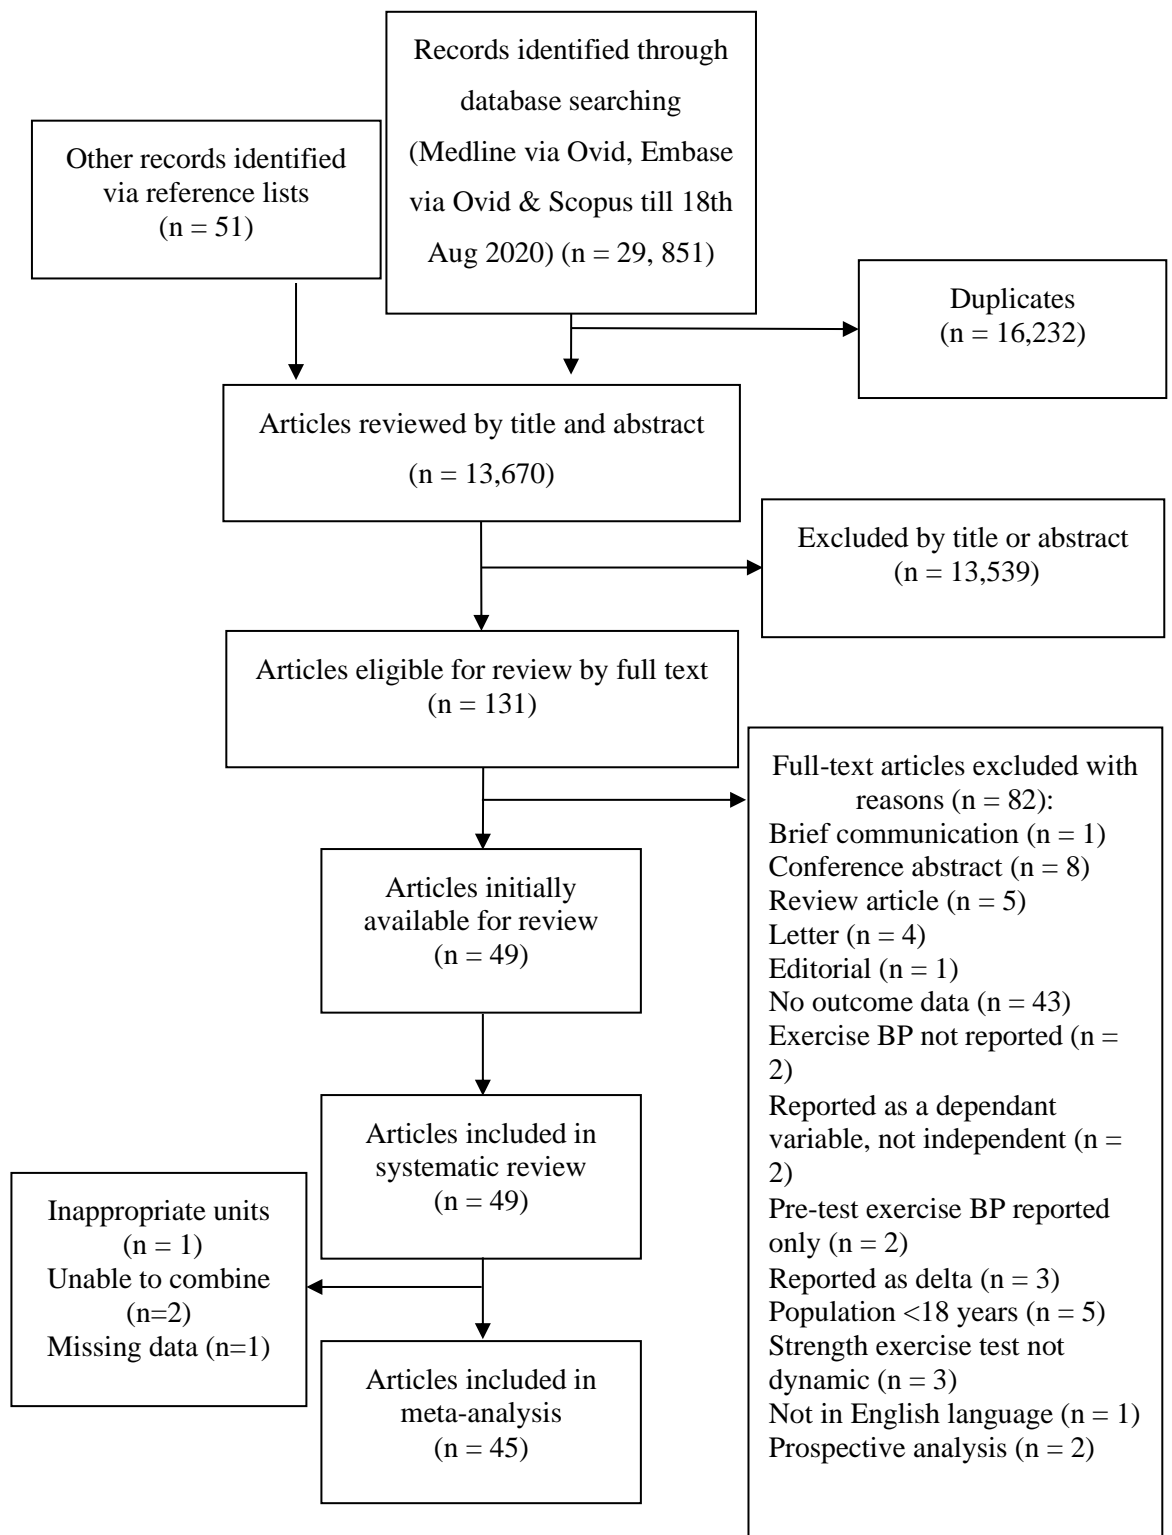 Records identified through
database searching
(Medline via Ovid, Embase
via Ovid & Scopus till 18th
Aug 2020) (n = 29, 851)
Other records identified
via reference lists
(n = 51)
Duplicates
(n = 16,232)
Articles reviewed by title and abstract
(n = 13,670)
Excluded by title or abstract
(n = 13,539)
Articles eligible for review by full text
(n = 131)
Full-text articles excluded with
reasons (n = 82):
Brief communication (n = 1)
Conference abstract (n = 8)
Review article (n = 5)
Letter (n = 4)
Editorial (n = 1)
No outcome data (n = 43)
Exercise BP not reported (n =
2)
Reported as a dependant
variable, not independent (n =
2)
Pre-test exercise BP reported
only (n = 2)
Reported as delta (n = 3)
Population <18 years (n = 5)
Strength exercise test not
dynamic (n = 3)
Not in English language (n = 1)
Prospective analysis (n = 2)
Articles initially
available for review
(n = 49)
Articles included in
systematic review
(n = 49)
Inappropriate units
(n = 1)
Unable to combine
(n=2)
Missing data (n=1)
Articles included in
meta-analysis
(n = 45)